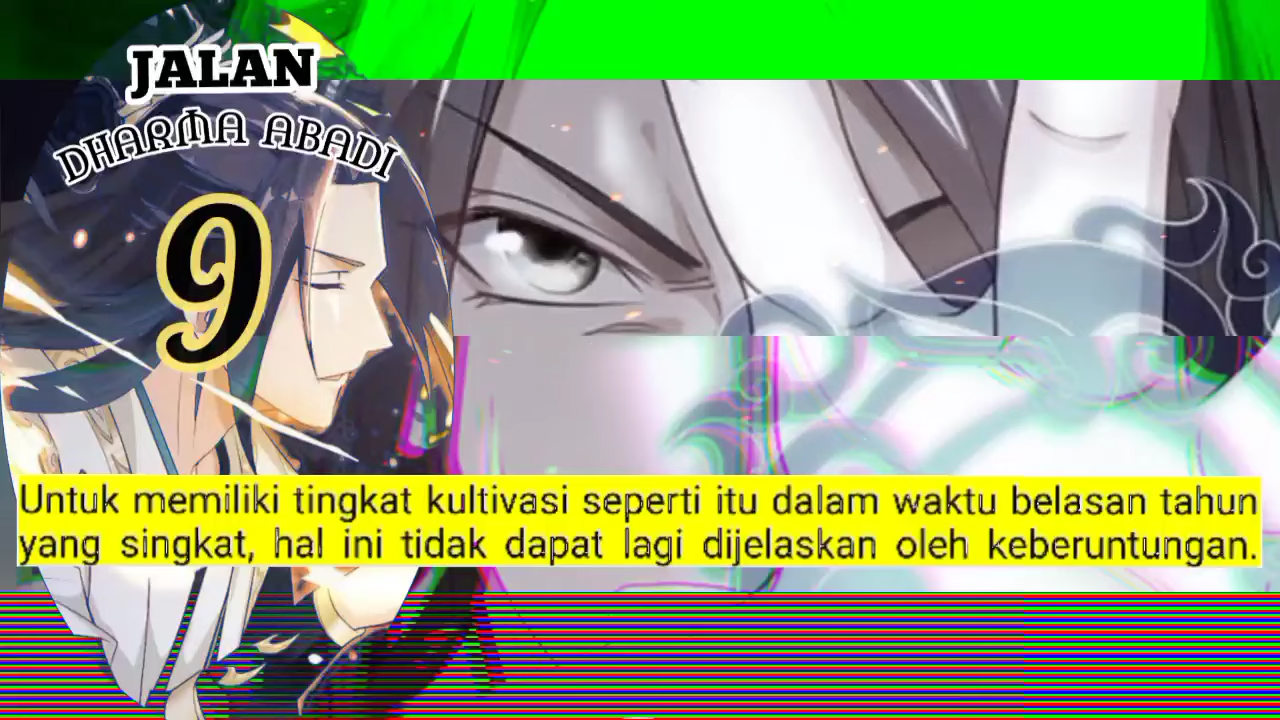 JALAN
DHARMA ABADI
9
Untuk memiliki tingkat kultivasi seperti itu dalam waktu belasan tahun
yang singkat, hal ini tidak dapat lagi dijelaskan oleh keberuntungan.